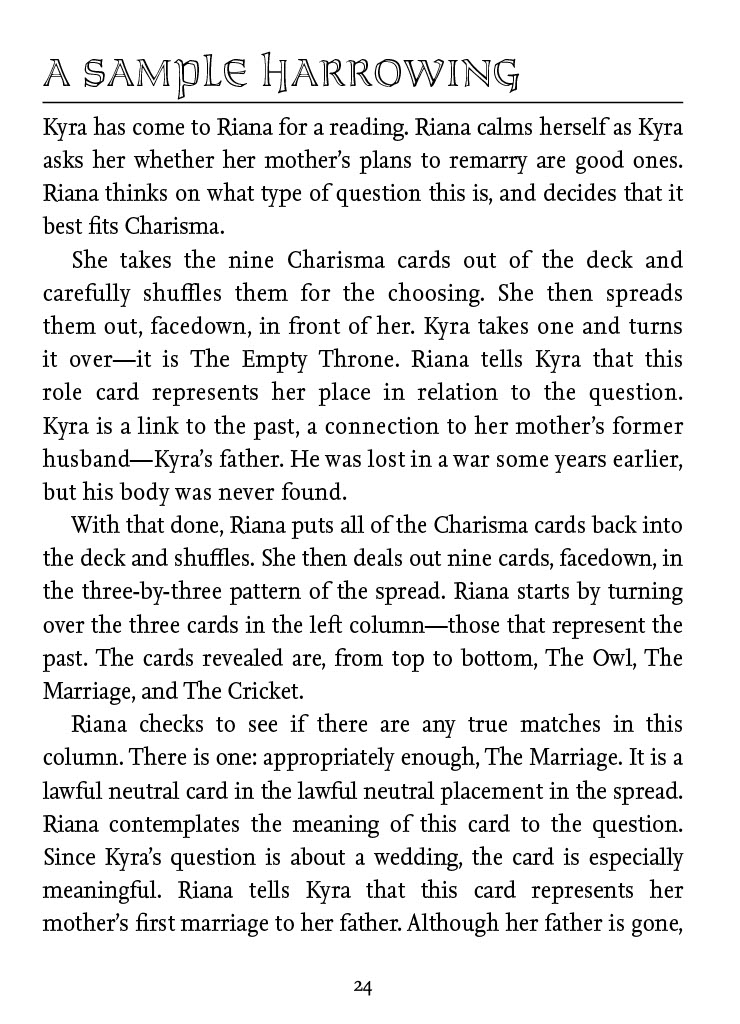 A SAMPLE HARROWING
Kyra has come to Riana for a reading. Riana calms herself as Kyra
asks her whether her mother’s plans to remarry are good ones.
Riana thinks on what type of question this is, and decides that it
best fits Charisma.
She takes the nine Charisma cards out of the deck and
carefully shuffles them for the choosing. She then spreads
them out, facedown, in front of her. Kyra takes one and turns
it over—it is The Empty Throne. Riana tells Kyra that this
role card represents her place in relation to the question.
Kyra is a link to the past, a connection to her mother’s former
husband—Kyra’s father. He was lost in a war some years earlier,
but his body was never found.
With that done, Riana puts all of the Charisma cards back into
the deck and shuffles. She then deals out nine cards, facedown, in
the three-by-three pattern of the spread. Riana starts by turning
over the three cards in the left column—those that represent the
past. The cards revealed are, from top to bottom, The Owl, The
Marriage, and The Cricket.
Riana checks to see if there are any true matches in this
column. There is one: appropriately enough, The Marriage. It is a
lawful neutral card in the lawful neutral placement in the spread.
Riana contemplates the meaning of this card to the question.
Since Kyra’s question is about a wedding, the card is especially
meaningful. Riana tells Kyra that this card represents her
mother’s first marriage to her father. Although her father is gone,
24